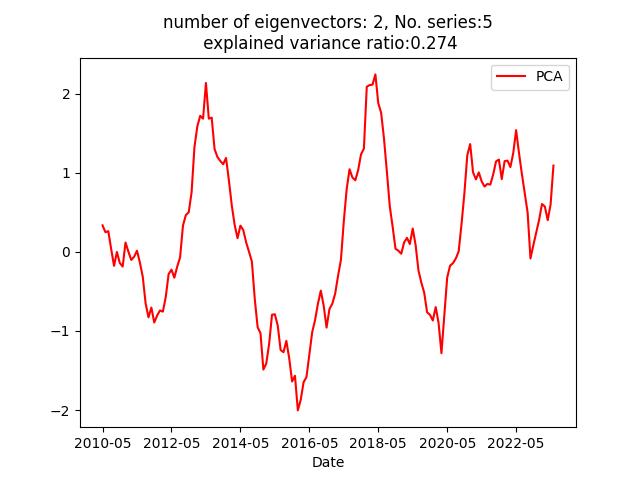 number of eigenvectors: 2, No. series:5
explained variance ratio:0.274
PCA
2
1
0
−1
−2
2010-05 2012-05 2014-05 2016-05 2018-05 2020-05 2022-05
Date